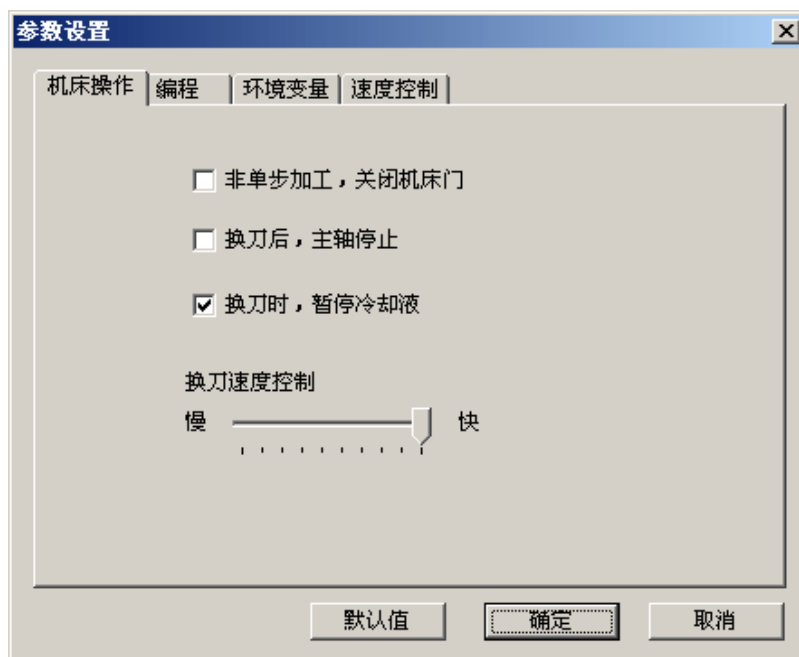 参数设置
机床操作 编程 环境变量 速度控制
非单步加工，关闭机床门
换刀后，主轴停止
换刀时，暂停冷却液
换刀速度控制
慢 快
默认值 确定 取消